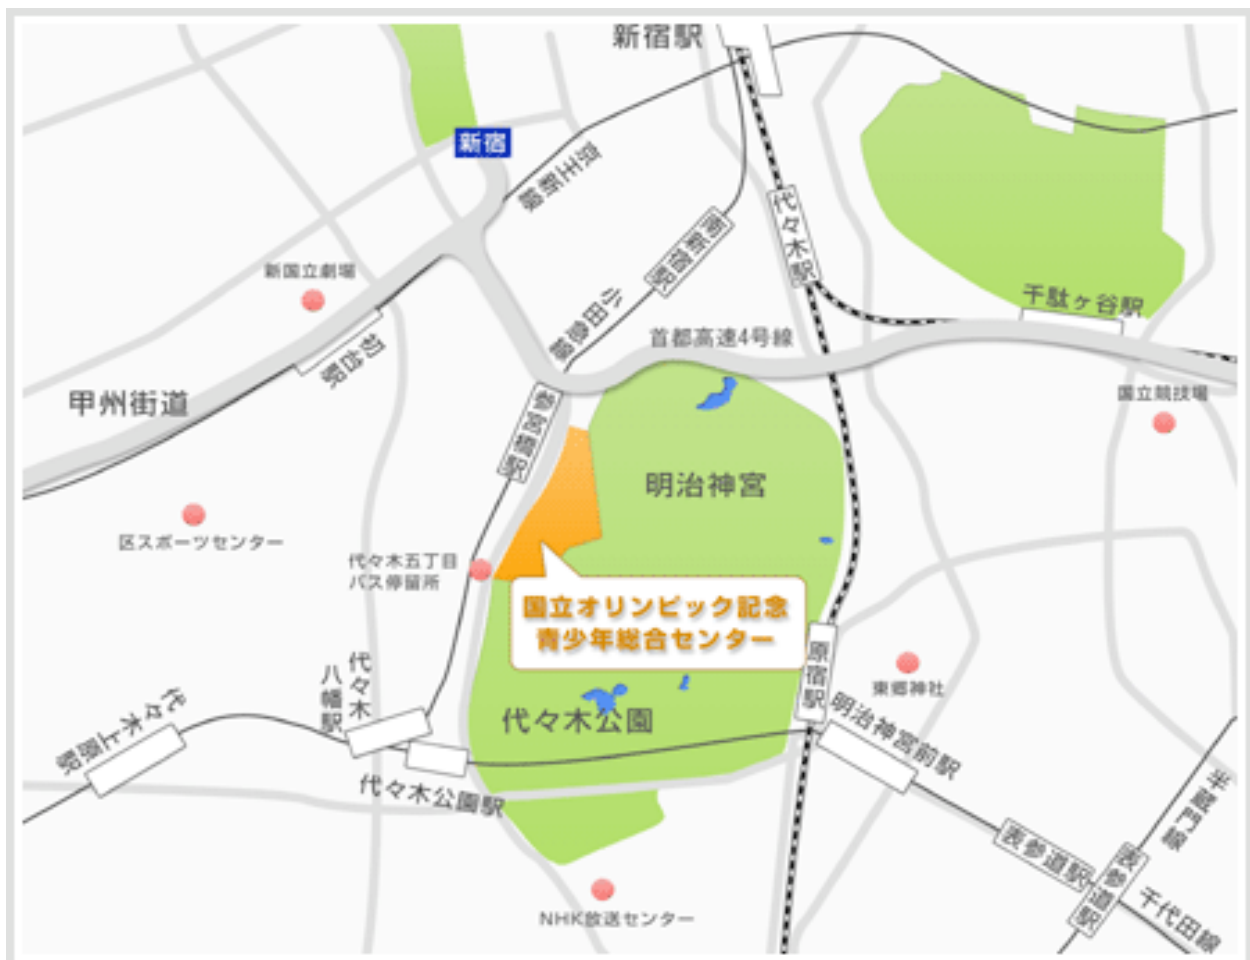 新宿駅
新宿
京王新線
南新宿駅
代々木駅
新国立劇場
小田急線
千駄ヶ谷駅
首都高速4号線
初台駅
甲州街道
参宮橋駅
国立競技場
明治神宮
区スポーツセンター
代々木五丁目
バス停留所
国立オリンピック記念
青少年総合センター
原宿駅
東郷神社
代々木
八幡駅
代々木上原駅
代々木公園
明治神宮前駅
代々木公園駅
半蔵門線
表参道駅
表参道駅
千代田線
NHK放送センター